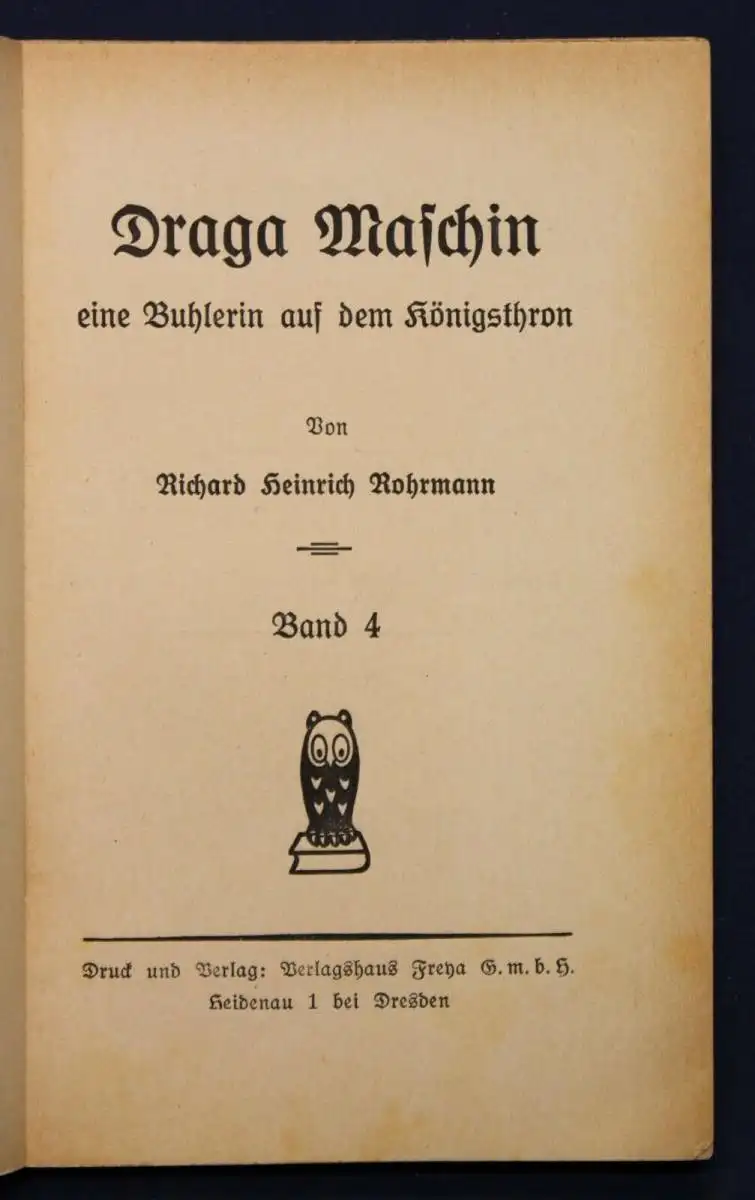 Draga Maſchin
eine Buhlerin auf dem Königsthron
Von
Richard Heinrich Rohrmann
Band 4
Druck und Verlag: Verlagshaus Freya G. m. b. H.
Heidenau 1 bei Dresden